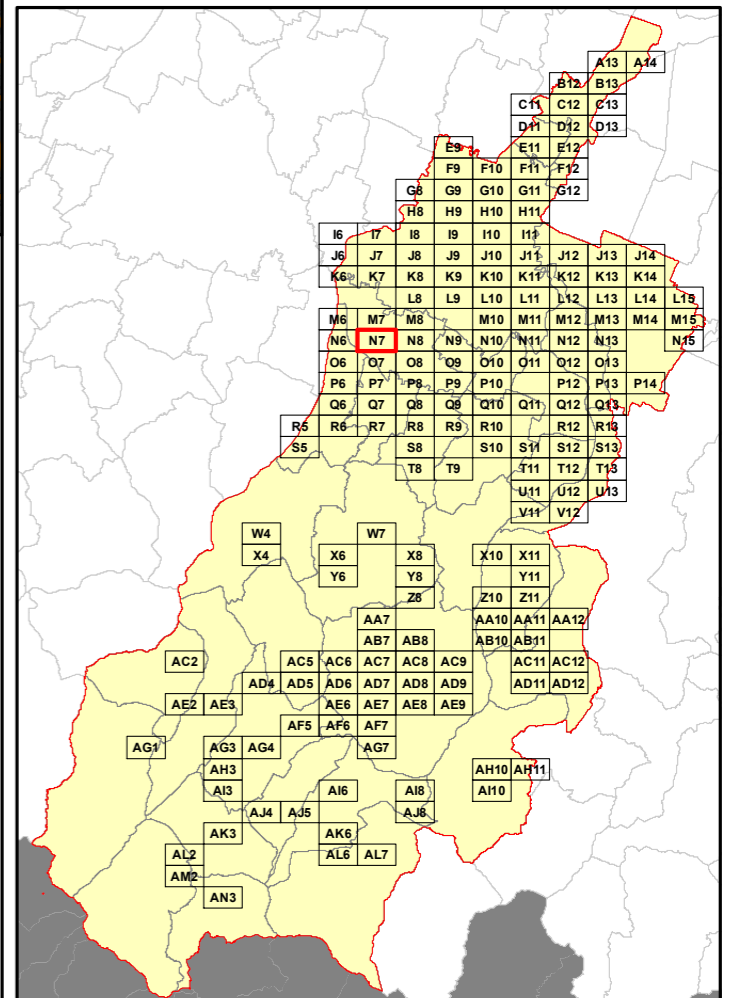 A13 A14
B12 B13
C11 C12 C13
D11 D12 D13
E9 E11 E12
F9 F10 F11 F12
G8 G9 G10 G11 G12
H8 H9 H10 H11
I6 I7 I8 I9 I10 I11
J6 J7 J8 J9 J10 J11 J12 J13 J14
K6 K7 K8 K9 K10 K11 K12 K13 K14
L8 L9 L10 L11 L12 L13 L14 L15
M6 M7 M8 M10 M11 M12 M13 M14 M15
N6 N7 N8 N9 N10 N11 N12 N13 N15
O6 O7 O8 O9 O10 O11 O12 O13
P6 P7 P8 P9 P10 P12 P13 P14
Q6 Q7 Q8 Q9 Q10 Q11 Q12 Q13
R5 R6 R7 R8 R9 R10 R12 R13
S5 S8 S10 S11 S12 S13
T8 T9 T11 T12 T13
U11 U12 U13
V11 V12
W4 W7
X4 X6 X8 X10 X11
Y6 Y8 Y11
Z8 Z10 Z11
AA7 AA10 AA11 AA12
AB7 AB8 AB10 AB11
AC2 AC5 AC6 AC7 AC8 AC9 AC11 AC12
AD4 AD5 AD6 AD7 AD8 AD9 AD11 AD12
AE2 AE3 AE6 AE7 AE8 AE9
AF5 AF6 AF7
AG1 AG3 AG4 AG7
AH3 AH10 AH11
AI3 AI6 AI8 AI10
AJ4 AJ5 AJ8
AK3 AK6
AL2 AL6 AL7
AM2
AN3